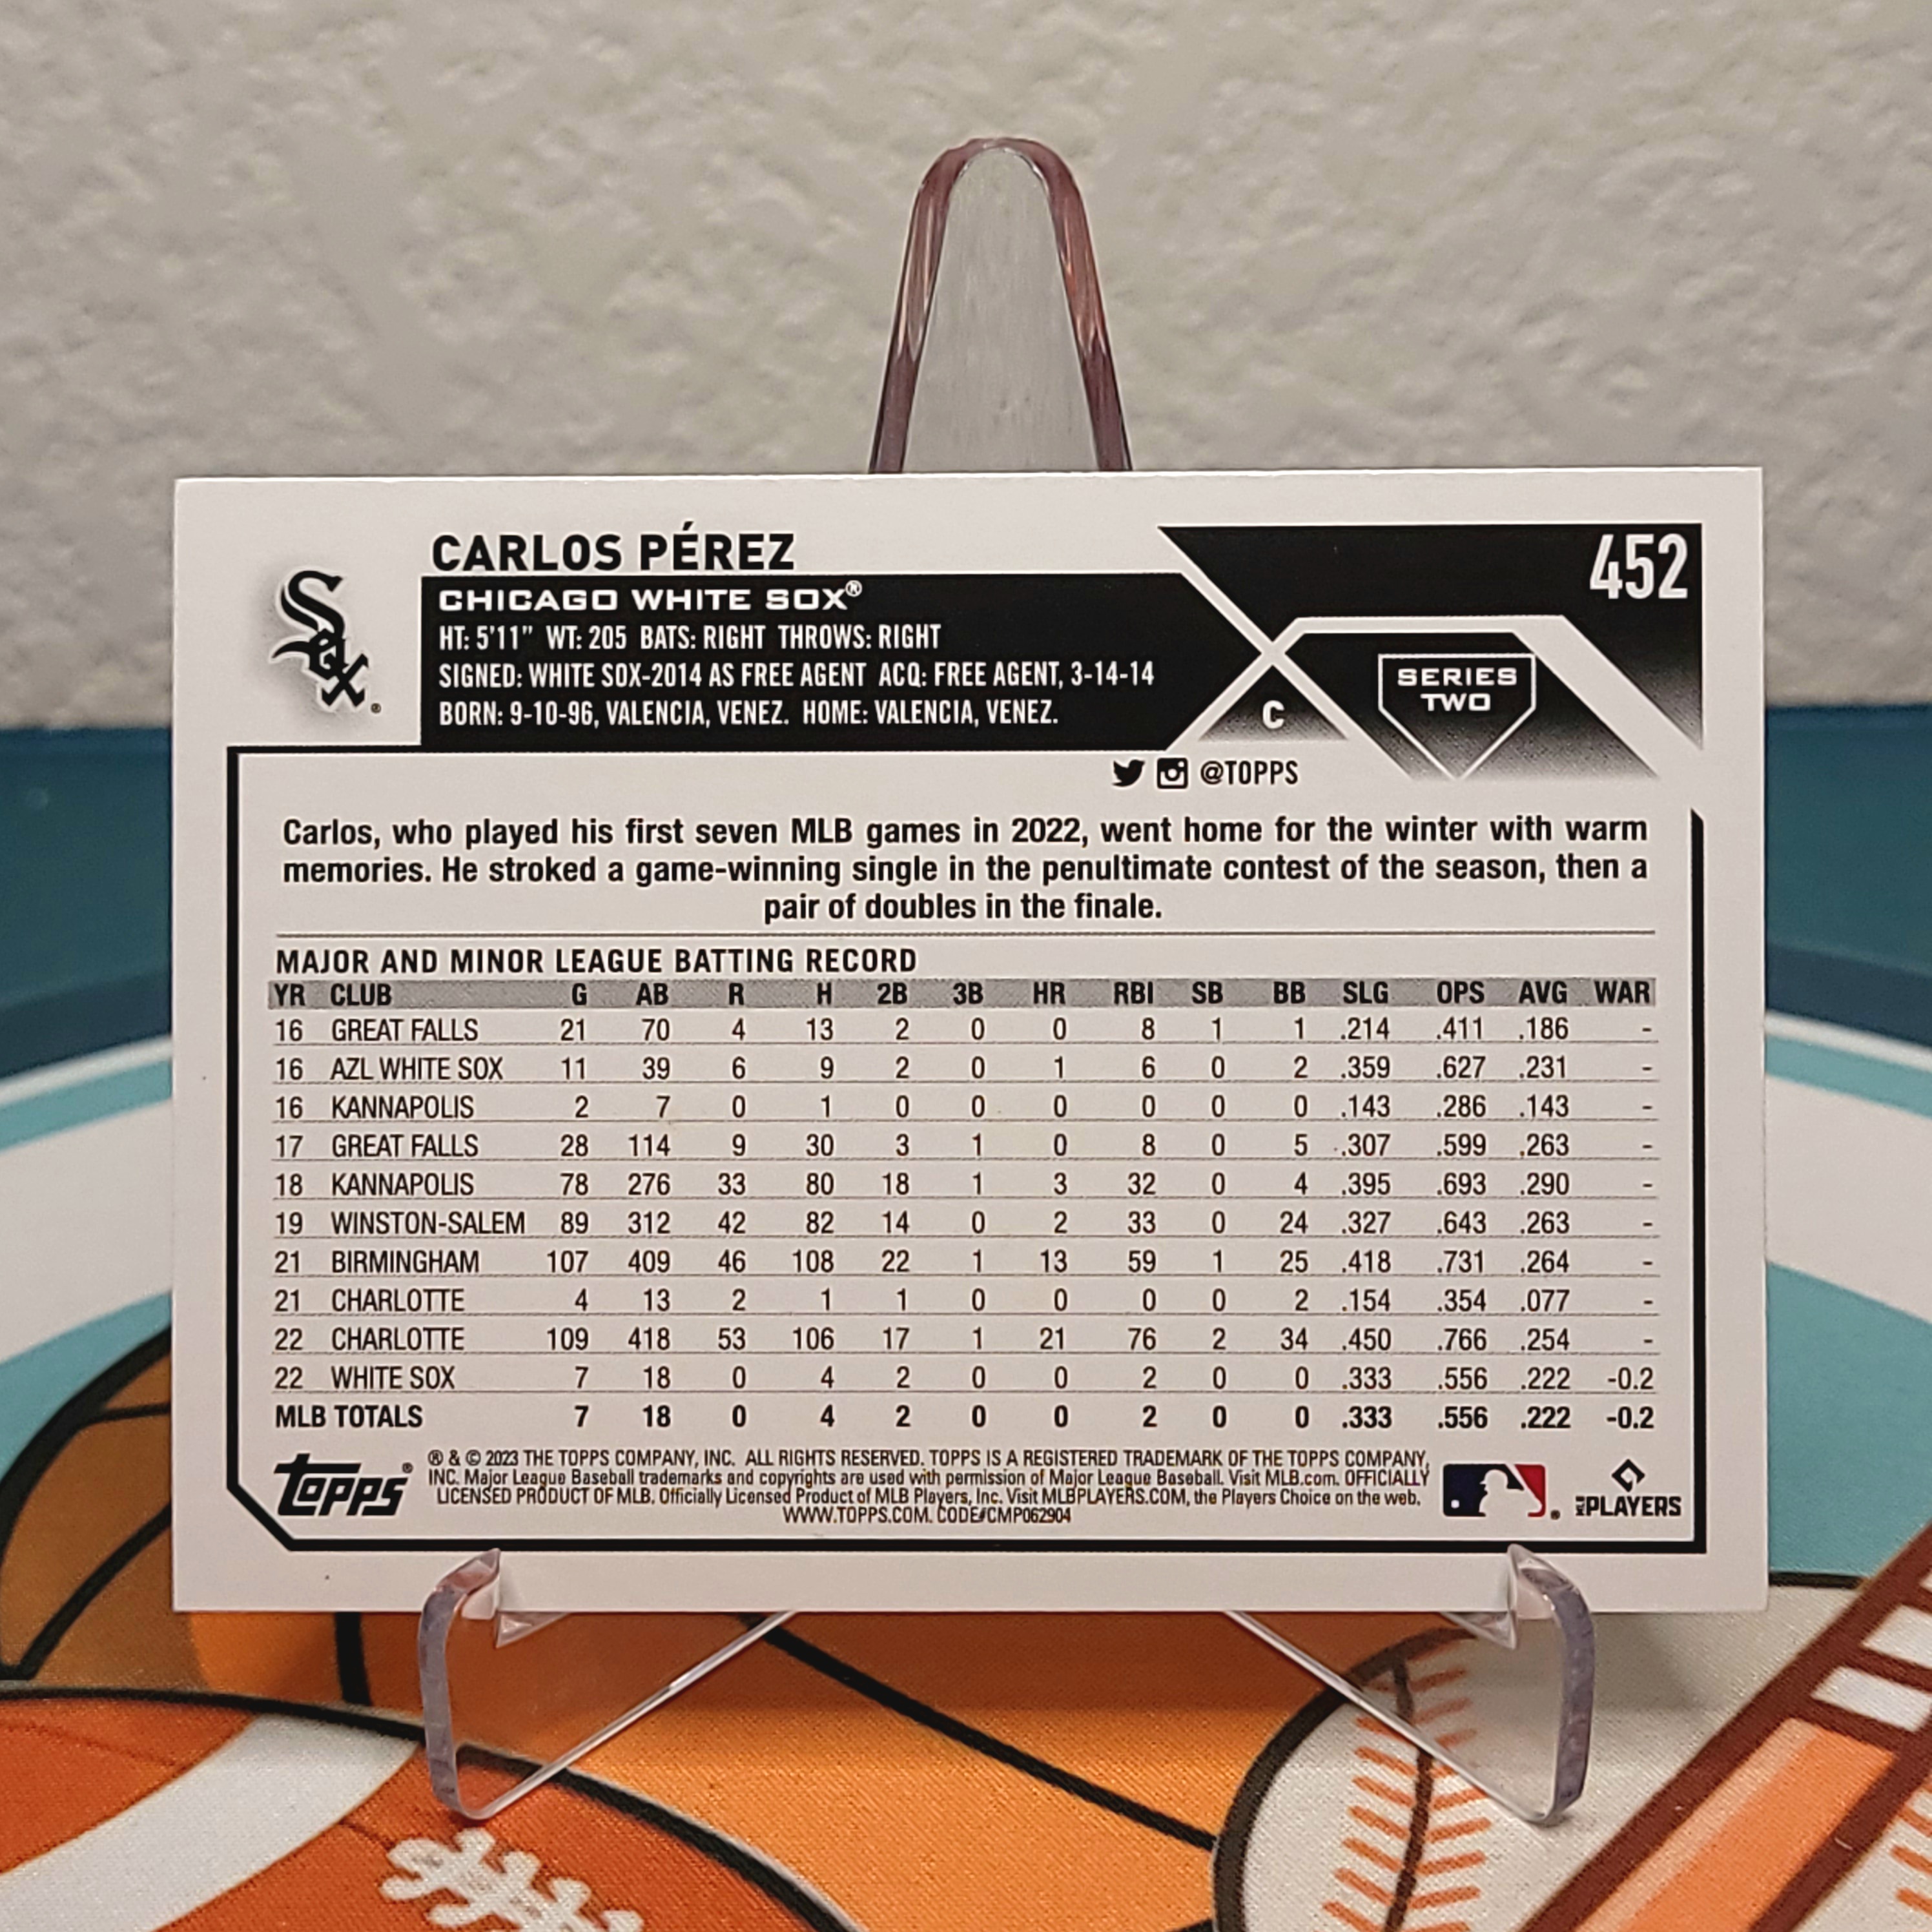 CARLOS PÉREZ
452
CHICAGO WHITE SOX®
HT: 5'11" WT: 205 BATS: RIGHT THROWS: RIGHT
SIGNED: WHITE SOX-2014 AS FREE AGENT ACQ: FREE AGENT, 3-14-14
BORN: 9-10-96, VALENCIA, VENEZ. HOME: VALENCIA, VENEZ.
SOX®
C
SERIES
TWO
@TOPPS
Carlos, who played his first seven MLB games in 2022, went home for the winter with warm
memories. He stroked a game-winning single in the penultimate contest of the season, then a
pair of doubles in the finale.
MAJOR AND MINOR LEAGUE BATTING RECORD
YR CLUB G AB R H 2B 3B HR RBI SB BB SLG OPS AVG WAR
16 GREAT FALLS 21 70 4 13 2 0 0 8 1 1 .214 .411 .186 -
16 AZL WHITE SOX 11 39 6 9 2 0 1 6 0 2 .359 .627 .231 -
16 KANNAPOLIS 2 7 0 1 0 0 0 0 0 0 .143 .286 .143 -
17 GREAT FALLS 28 114 9 30 3 1 0 8 0 5 .307 .599 .263 -
18 KANNAPOLIS 78 276 33 80 18 1 3 32 0 4 .395 .693 .290 -
19 WINSTON-SALEM 89 312 42 82 14 0 2 33 0 24 .327 .643 .263 -
21 BIRMINGHAM 107 409 46 108 22 1 13 59 1 25 .418 .731 .264 -
21 CHARLOTTE 4 13 2 1 1 0 0 0 0 2 .154 .354 .077 -
22 CHARLOTTE 109 418 53 106 17 1 21 76 2 34 .450 .766 .254 -
22 WHITE SOX 7 18 0 4 2 0 0 2 0 0 .333 .556 .222 -0.2
MLB TOTALS 7 18 0 4 2 0 0 2 0 0 .333 .556 .222 -0.2
TOPPS®
® & © 2023 THE TOPPS COMPANY, INC. ALL RIGHTS RESERVED. TOPPS IS A REGISTERED TRADEMARK OF THE TOPPS COMPANY,
INC. Major League Baseball trademarks and copyrights are used with permission of Major League Baseball. Visit MLB.com. OFFICIALLY
LICENSED PRODUCT OF MLB. Officially Licensed Product of MLB Players, Inc. Visit MLBPLAYERS.COM, the Players Choice on the web.
WWW.TOPPS.COM. CODE#CMP062904
MLB PLAYERS